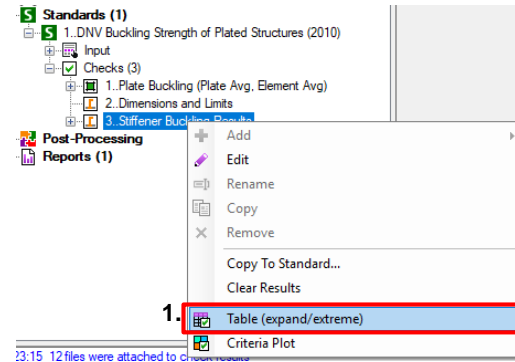 Standards (1)
1..DNV Buckling Strength of Plated Structures (2010)
Input
Checks (3)
1..Plate Buckling (Plate Avg, Element Avg)
2..Dimensions and Limits
3..Stiffener Buckling Results
Post-Processing
Reports (1)
Add
Edit
Rename
Copy
Remove
Copy To Standard...
Clear Results
1.
Table (expand/extreme)
Criteria Plot
23:15 12 files were attached to check results